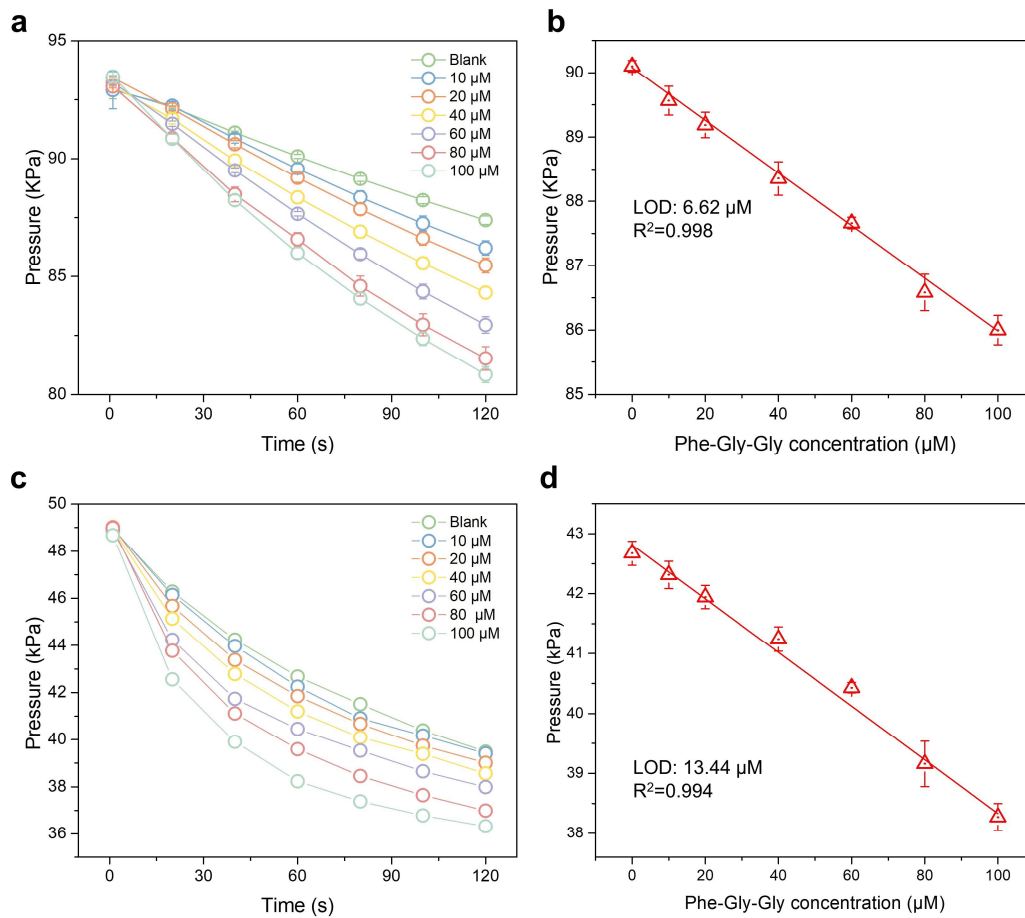 a
95
90
85
80
Pressure (KPa)
0
30
60
90
120
Time (s)
Blank
10 µM
20 µM
40 µM
60 µM
80 µM
100 µM
b
90
89
88
87
86
85
Pressure (KPa)
LOD: 6.62 µM
R²=0.998
0
20
40
60
80
100
Phe-Gly-Gly concentration (µM)
c
50
48
46
44
42
40
38
36
Pressure (kPa)
0
30
60
90
120
Time (s)
Blank
10 µM
20 µM
40 µM
60 µM
80  µM
100 µM
d
43
42
41
40
39
38
Pressure (kPa)
LOD: 13.44 µM
R²=0.994
0
20
40
60
80
100
Phe-Gly-Gly concentration (µM)